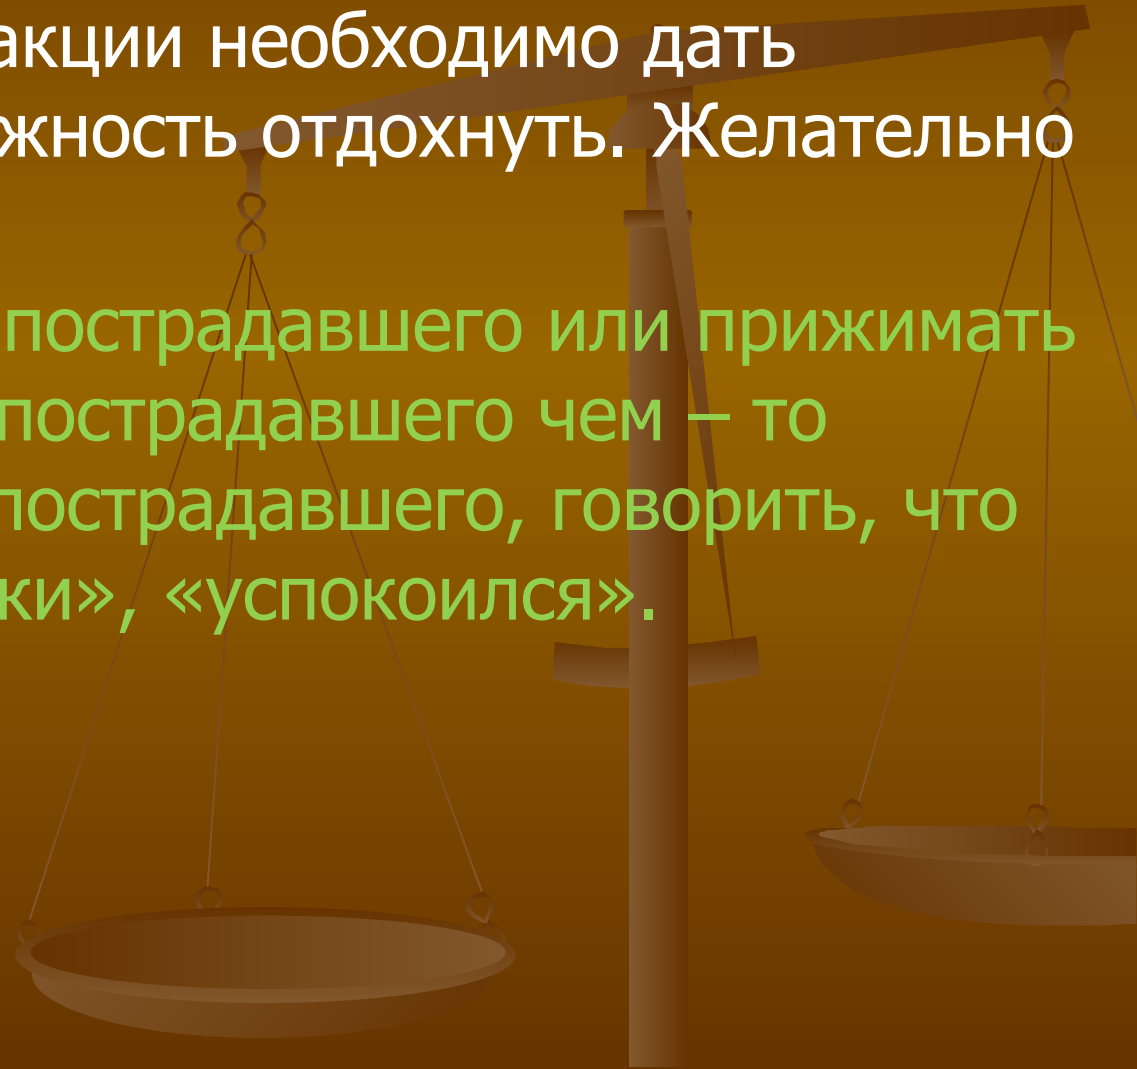 акции необходимо дать
жность отдохнуть. Желательно
пострадавшего или прижимать
пострадавшего чем – то
пострадавшего, говорить, что
ки», «успокоился».